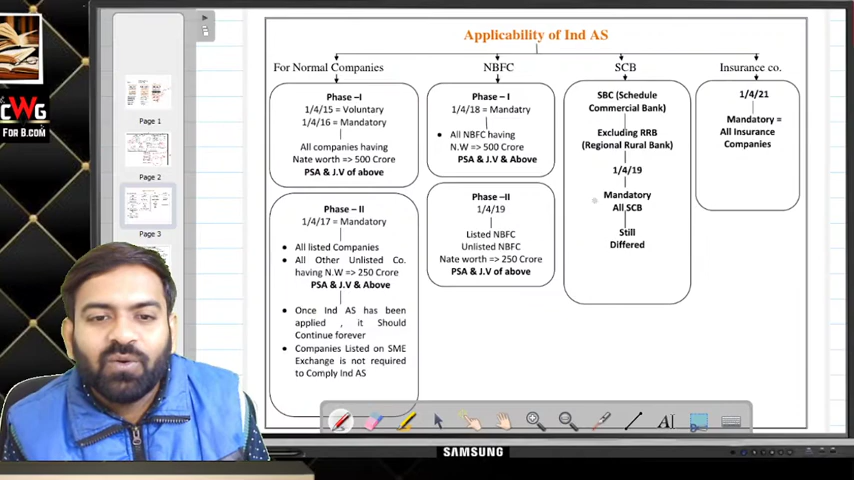 CWG
FOR B.COM
Page 1
Page 2
Page 3
Applicability of Ind AS
For Normal Companies
Phase –I
1/4/15 = Voluntary
1/4/16 = Mandatory
All companies having
Nate worth => 500 Crore
PSA & J.V of above
Phase – II
1/4/17 = Mandatory
All listed Companies
All Other Unlisted Co.
having N.W => 250 Crore
PSA & J.V & Above
Once Ind AS has been
applied , it Should
Continue forever
Companies Listed on SME
Exchange is not required
to Comply Ind AS
NBFC
Phase –I
1/4/18 = Mandatry
All NBFC having
N.W => 500 Crore
PSA & J.V & Above
Phase –II
1/4/19
Listed NBFC
Unlisted NBFC
Nate worth => 250 Crore
PSA & J.V of above
SCB
SBC (Schedule
Commercial Bank)
Excluding RRB
(Regional Rural Bank)
1/4/19
Mandatory
All SCB
Still
Differed
Insurance co.
1/4/21
Mandatory =
All Insurance
Companies
AI
SAMSUNG